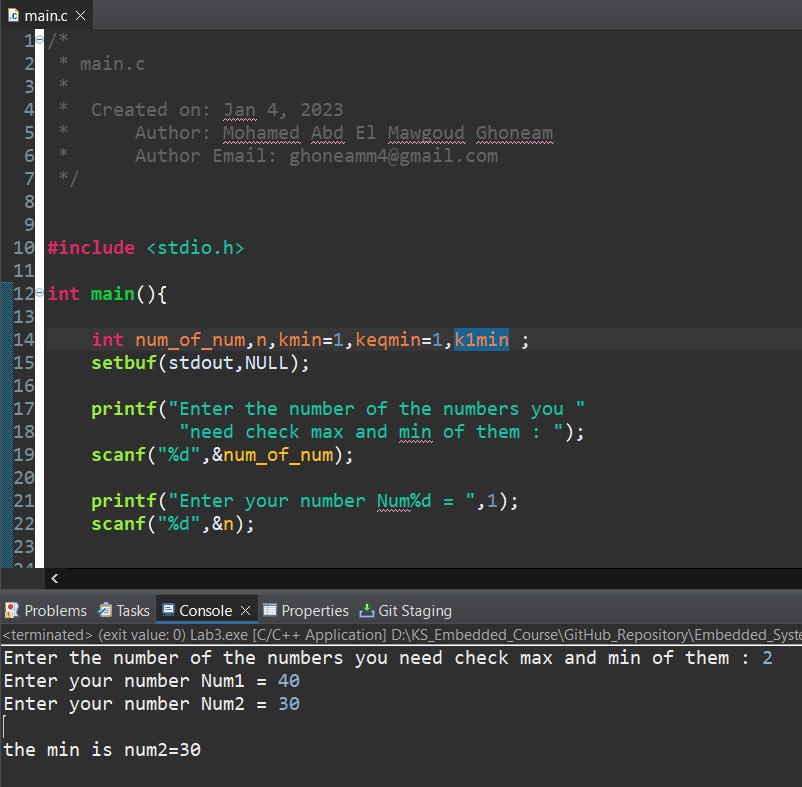 main.c
1 /*
2  * main.c
3  *
4  *  Created on: Jan 4, 2023
5  *      Author: Mohamed Abd El Mawgoud Ghoneam
6  *      Author Email: ghoneamm4@gmail.com
7  */
8
9
10 #include <stdio.h>
11
12 int main(){
13
14     int num_of_num,n,kmin=1,keqmin=1,k1min ;
15     setbuf(stdout,NULL);
16
17     printf("Enter the number of the numbers you "
18             "need check max and min of them : ");
19     scanf("%d",&num_of_num);
20
21     printf("Enter your number Num%d = ",1);
22     scanf("%d",&n);
23
24
Problems Tasks Console Properties Git Staging
<terminated> (exit value: 0) Lab3.exe [C/C++ Application] D:\KS_Embedded_Course\GitHub_Repository\Embedded_Syste
Enter the number of the numbers you need check max and min of them : 2
Enter your number Num1 = 40
Enter your number Num2 = 30
the min is num2=30